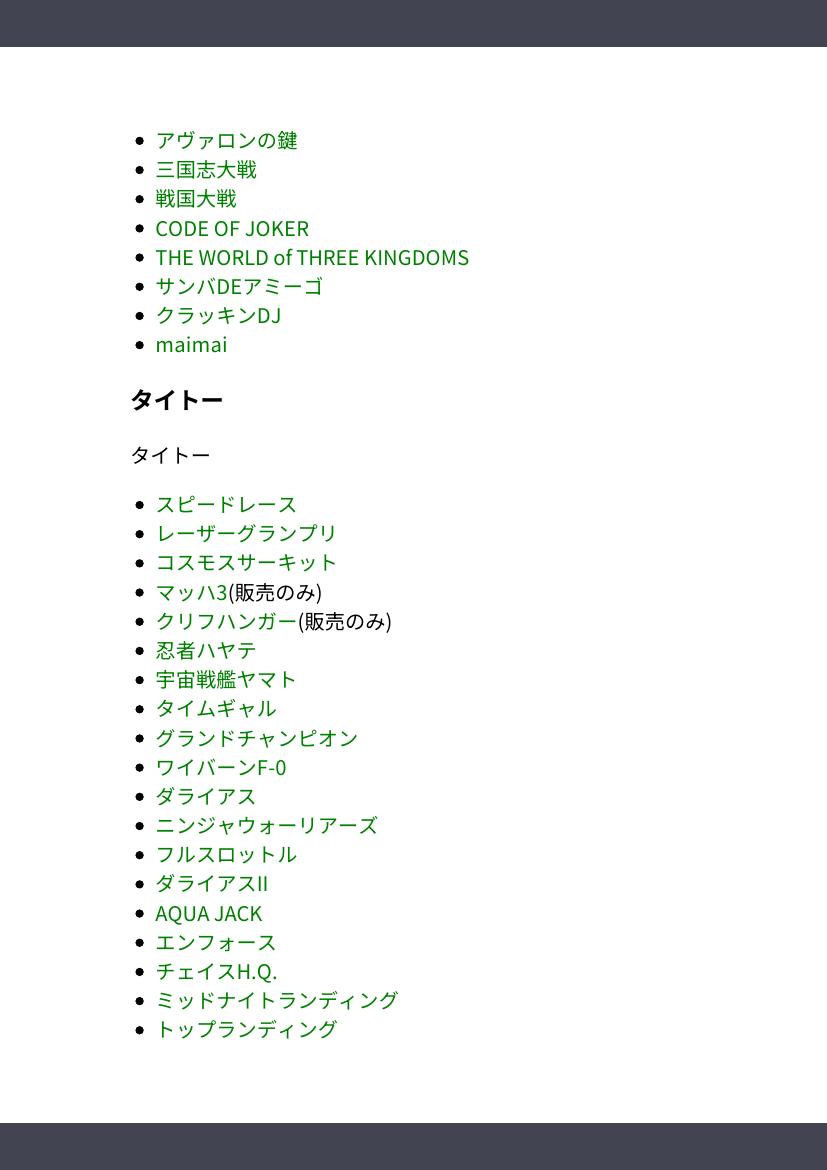 アヴァロンの鍵
三国志大戦
戦国大戦
CODE OF JOKER
THE WORLD of THREE KINGDOMS
サンバDEアミーゴ
クラッキンDJ
maimai
タイトー
タイトー
スピードレース
レーザーグランプリ
コスモスサーキット
マッハ3(販売のみ)
クリフハンガー(販売のみ)
忍者ハヤテ
宇宙戦艦ヤマト
タイムギャル
グランドチャンピオン
ワイバーンF-0
ダライアス
ニンジャウォーリアーズ
フルスロットル
ダライアスII
AQUA JACK
エンフォース
チェイスH.Q.
ミッドナイトランディング
トップランディング